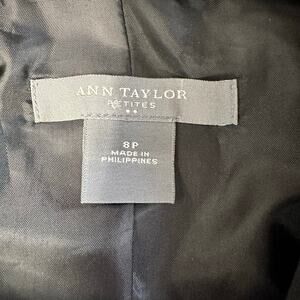 ANN TAYLOR
PETITES
8P
MADE IN
PHILIPPINES